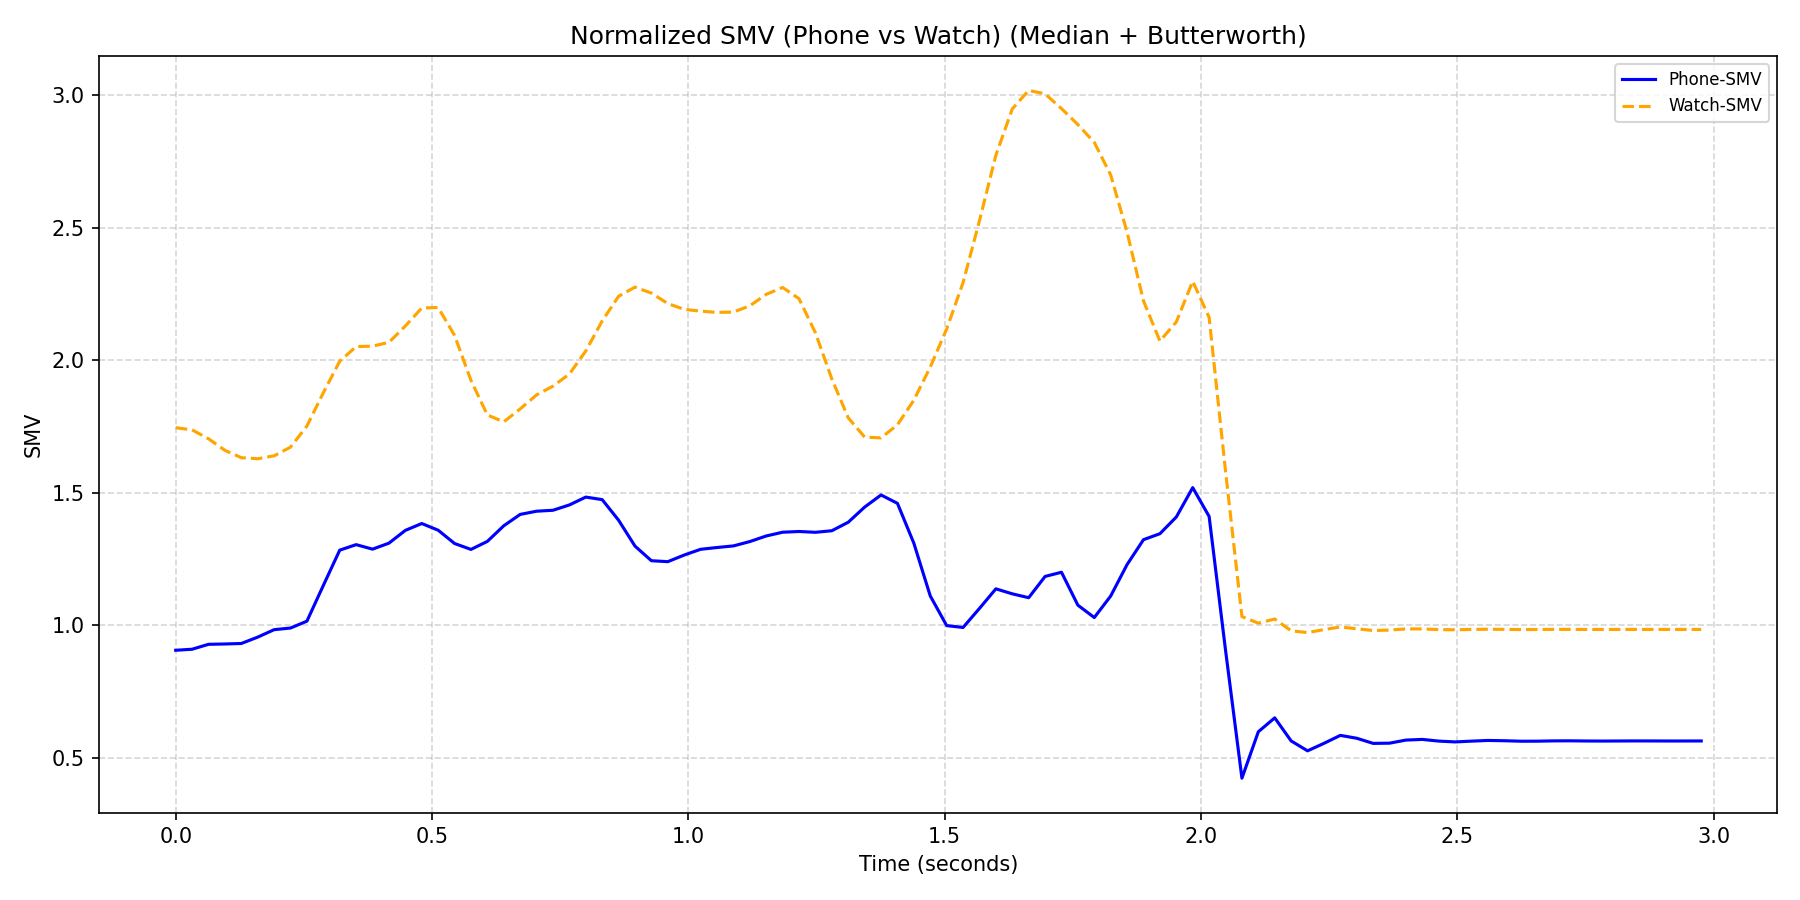 Normalized SMV (Phone vs Watch) (Median + Butterworth)
Phone-SMV
Watch-SMV
3.0
2.5
2.0
1.5
1.0
0.5
SMV
0.0 0.5 1.0 1.5 2.0 2.5 3.0
Time (seconds)